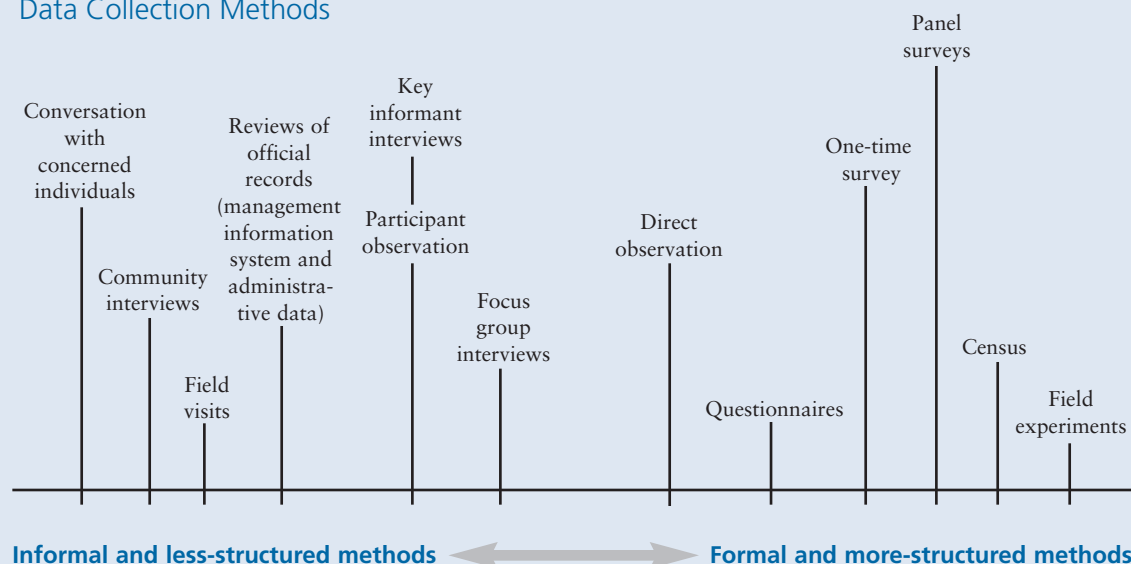 Data Collection Methods
Conversation
with
concerned
individuals
Community
interviews
Field
visits
Reviews of
official
records
(management
information
system and
administra-
tive data)
Key
informant
interviews
Participant
observation
Focus
group
interviews
Direct
observation
Questionnaires
One-time
survey
Panel
surveys
Census
Field
experiments
Informal and less-structured methods
Formal and more-structured methods